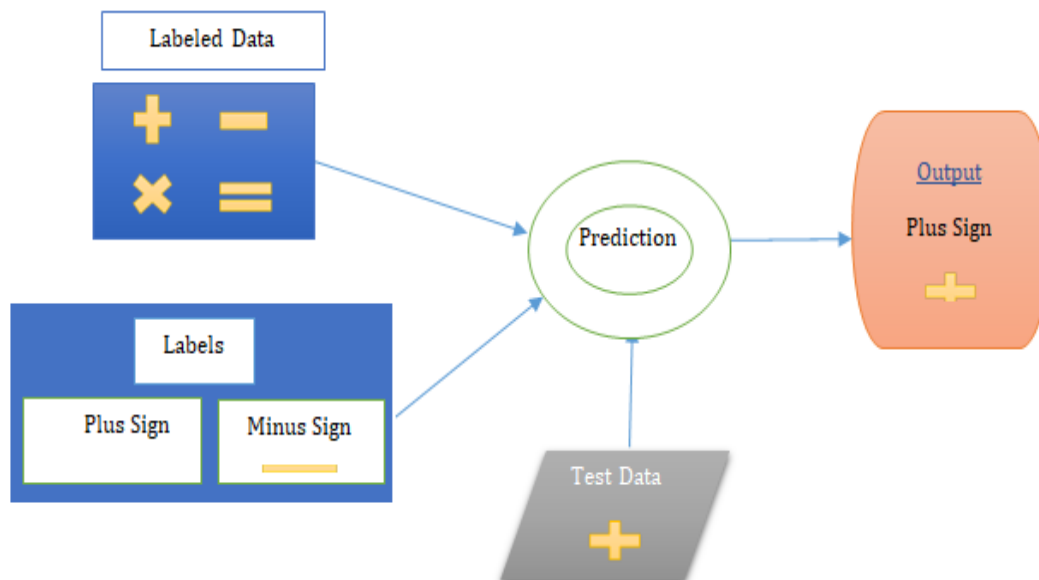 Labeled Data
Labels
Plus Sign
Minus Sign
Prediction
Test Data
Output
Plus Sign